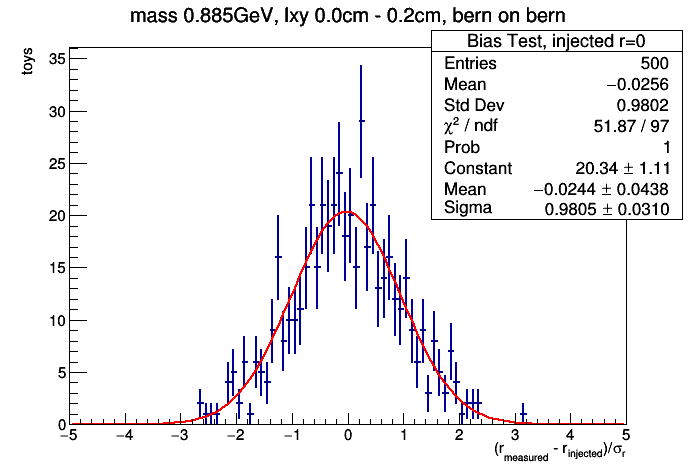 mass 0.885GeV, lxy 0.0cm - 0.2cm, bern on bern
Bias Test, injected r=0
Entries 500
Mean −0.0256
Std Dev 0.9802
χ² / ndf 51.87 / 97
Prob 1
Constant 20.34 ± 1.11
Mean −0.0244 ± 0.0438
Sigma 0.9805 ± 0.0310
toys
35
30
25
20
15
10
5
0
−5 −4 −3 −2 −1 0 1 2 3 4 5
(r_measured - r_injected)/σ_r